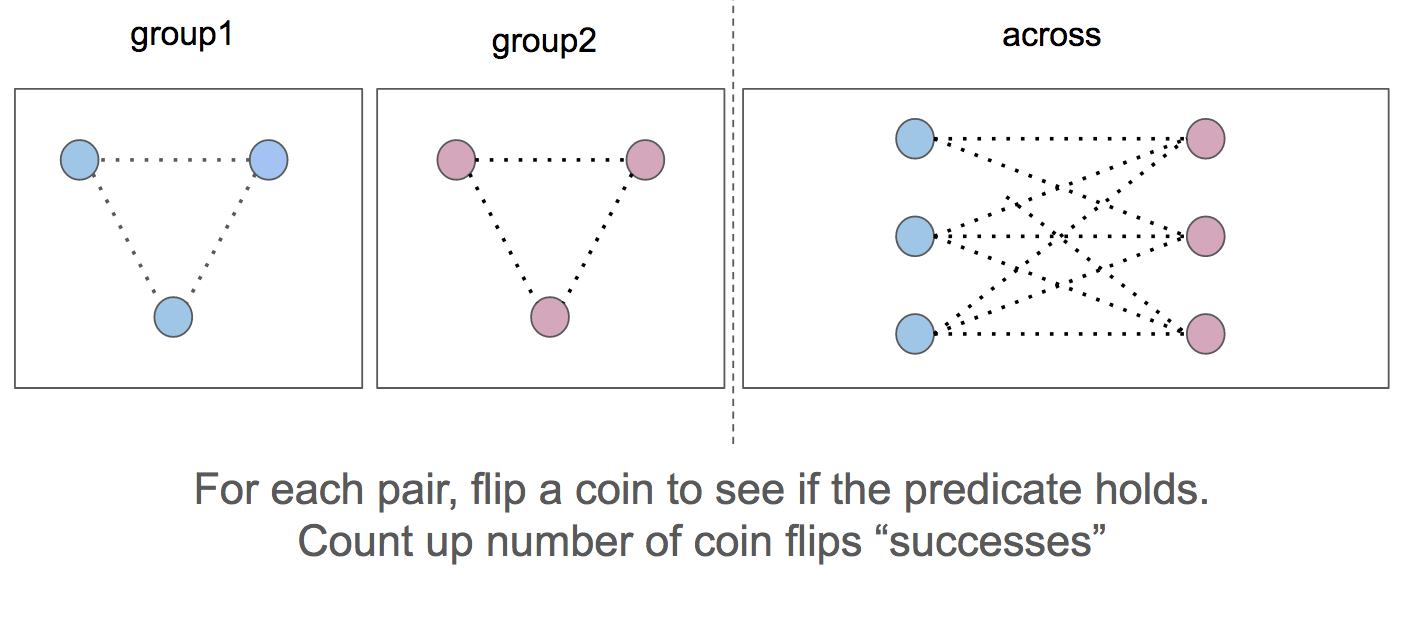 group1
group2
across
For each pair, flip a coin to see if the predicate holds.
Count up number of coin flips “successes”